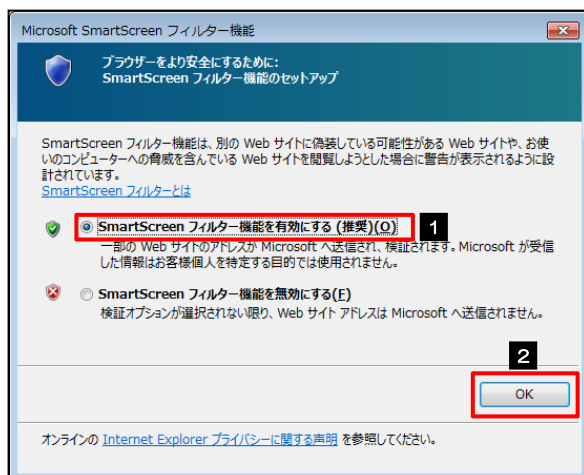 Microsoft SmartScreen フィルター機能
ブラウザーをより安全にするために:
SmartScreen フィルター機能のセットアップ
SmartScreen フィルター機能は、別の Web サイトに偽装している可能性がある Web サイトや、お使
いのコンピューターへの脅威を含んでいる Web サイトを閲覧しようとした場合に警告が表示されるように設
計されています。
SmartScreen フィルターとは
SmartScreen フィルター機能を有効にする (推奨)(O) 1
一部の Web サイトのアドレスが Microsoft へ送信され、検証されます。Microsoft が受信
した情報はお客様個人を特定する目的では使用されません。
SmartScreen フィルター機能を無効にする(F)
検証オプションが選択されない限り、Web サイト アドレスは Microsoft へ送信されません。
2
OK
オンラインの Internet Explorer プライバシーに関する声明 を参照してください。